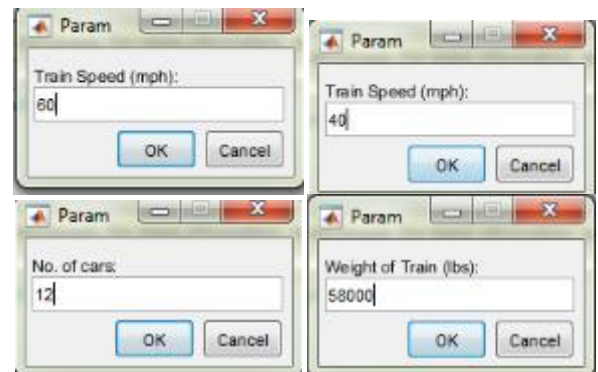 Param
Train Speed (mph):
60
OK Cancel
Param
Train Speed (mph):
40
OK Cancel
Param
No. of cars:
12
OK Cancel
Param
Weight of Train (lbs):
58000
OK Cancel